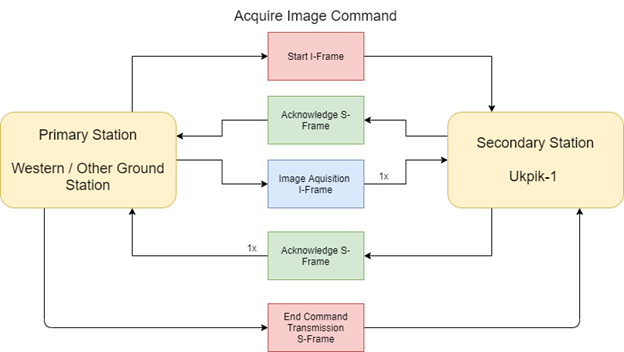 Acquire Image Command
Start I-Frame
Acknowledge S-
Frame
Primary Station
Western / Other Ground
Station
Secondary Station
Ukpik-1
Image Aquisition
I-Frame
1x
1x
Acknowledge S-
Frame
End Command
Transmission
S-Frame